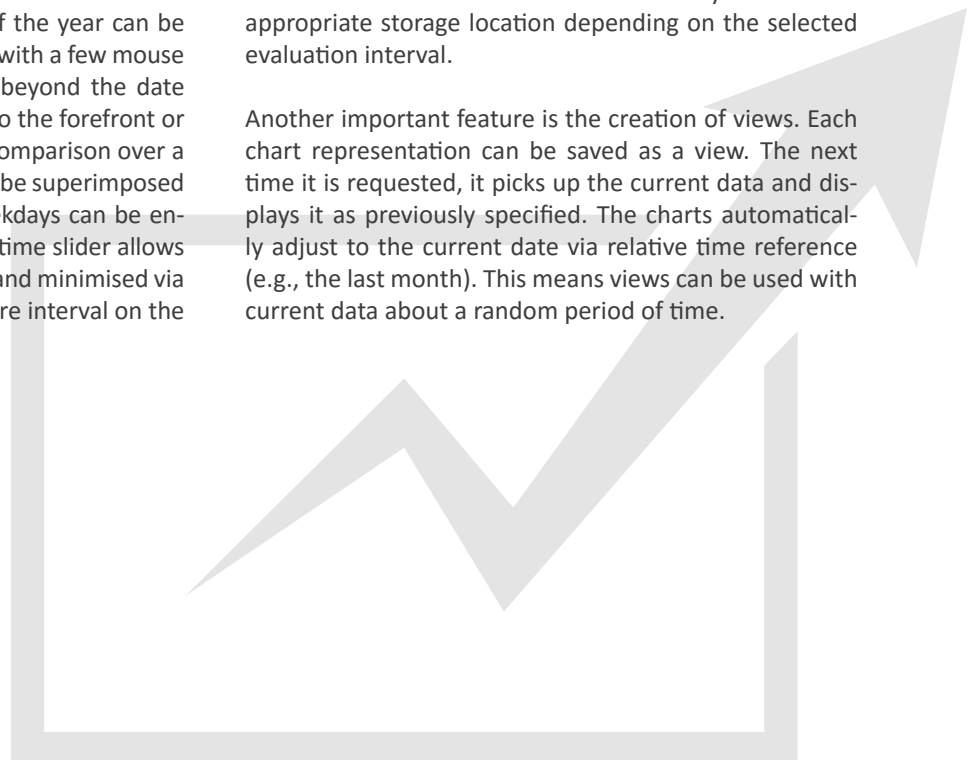 f the year can be
with a few mouse
beyond the date
o the forefront or
omparison over a
be superimposed
kdays can be en-
time slider allows
and minimised via
re interval on the
appropriate storage location depending on the selected
evaluation interval.
Another important feature is the creation of views. Each
chart representation can be saved as a view. The next
time it is requested, it picks up the current data and dis-
plays it as previously specified. The charts automatical-
ly adjust to the current date via relative time reference
(e.g., the last month). This means views can be used with
current data about a random period of time.